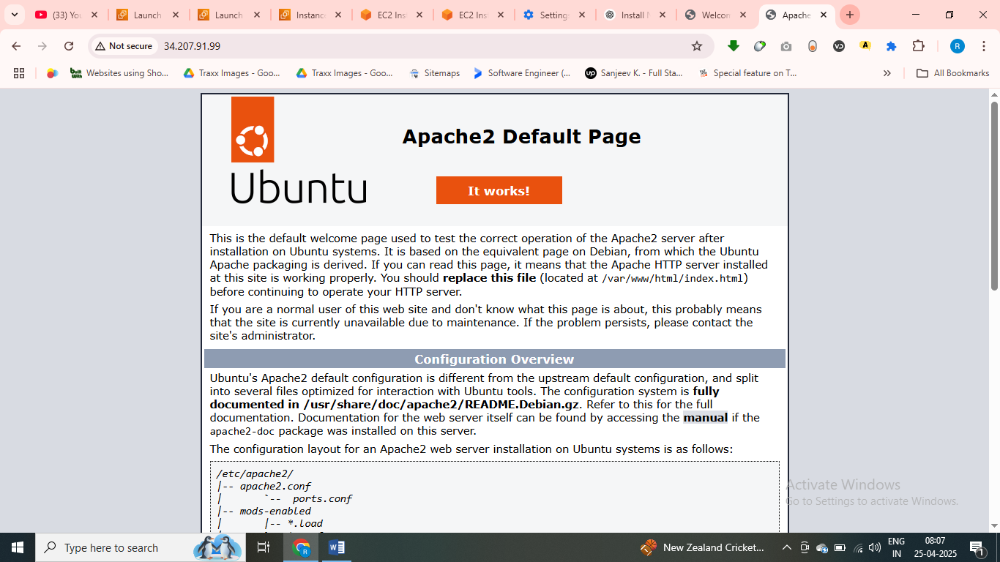 (33) You
Launch
Launch
Instance
EC2 Ins
EC2 Ins
Settings
Install
Welcon
Apache
Not secure
34.207.91.99
Websites using Sho...
Traxx Images - Goo...
Traxx Images - Goo...
Sitemaps
Software Engineer (...
Sanjeev K. - Full Sta...
Special feature on T...
All Bookmarks
Apache2 Default Page
Ubuntu
It works!
This is the default welcome page used to test the correct operation of the Apache2 server after
installation on Ubuntu systems. It is based on the equivalent page on Debian, from which the Ubuntu
Apache packaging is derived. If you can read this page, it means that the Apache HTTP server installed
at this site is working properly. You should replace this file (located at /var/www/html/index.html)
before continuing to operate your HTTP server.
If you are a normal user of this web site and don't know what this page is about, this probably means
that the site is currently unavailable due to maintenance. If the problem persists, please contact the
site's administrator.
Configuration Overview
Ubuntu's Apache2 default configuration is different from the upstream default configuration, and split
into several files optimized for interaction with Ubuntu tools. The configuration system is fully
documented in /usr/share/doc/apache2/README.Debian.gz. Refer to this for the full
documentation. Documentation for the web server itself can be found by accessing the manual if the
apache2-doc package was installed on this server.
The configuration layout for an Apache2 web server installation on Ubuntu systems is as follows:
/etc/apache2/
|-- apache2.conf
|       `--  ports.conf
|-- mods-enabled
|       |-- *.load
Activate Windows
Go to Settings to activate Windows.
Type here to search
New Zealand Cricket...
ENG
IN
08:07
25-04-2025
1